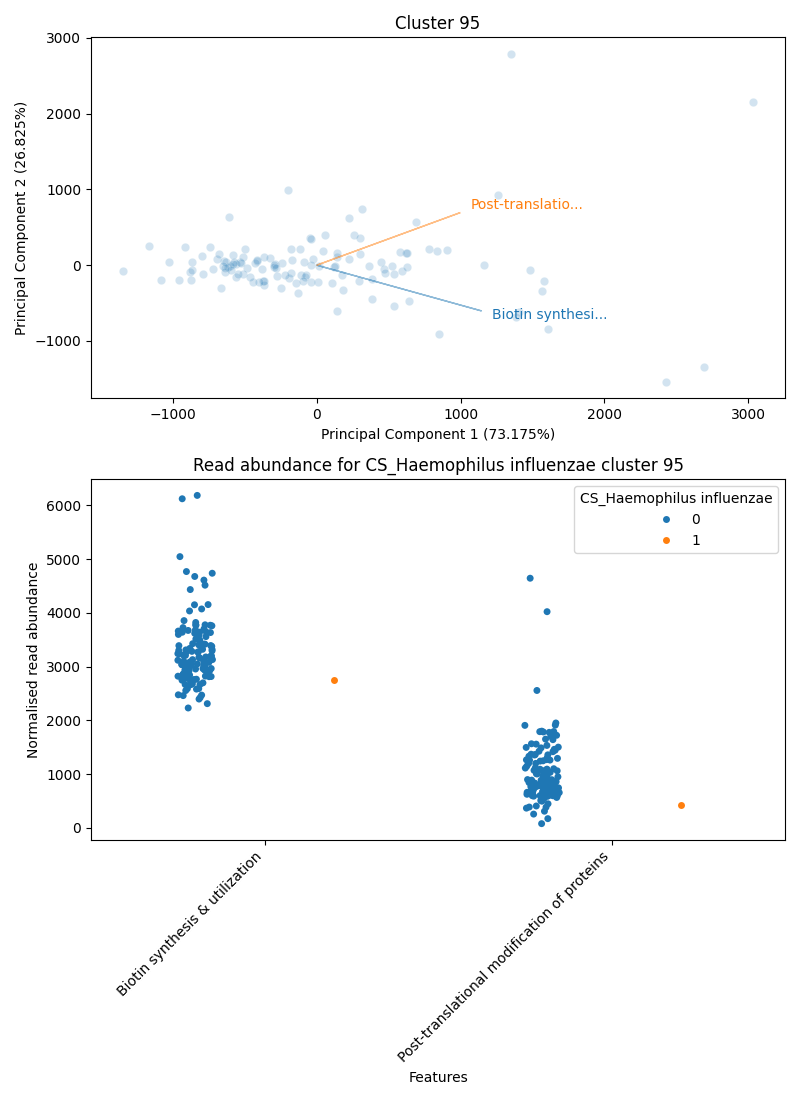 Cluster 95
3000
2000
1000
0
−1000
Principal Component 2 (26.825%)
Post-translatio...
Biotin synthesi...
−1000
0
1000
2000
3000
Principal Component 1 (73.175%)
Read abundance for CS_Haemophilus influenzae cluster 95
6000
5000
4000
3000
2000
1000
0
Normalised read abundance
CS_Haemophilus influenzae
0
1
Biotin synthesis & utilization
Post-translational modification of proteins
Features